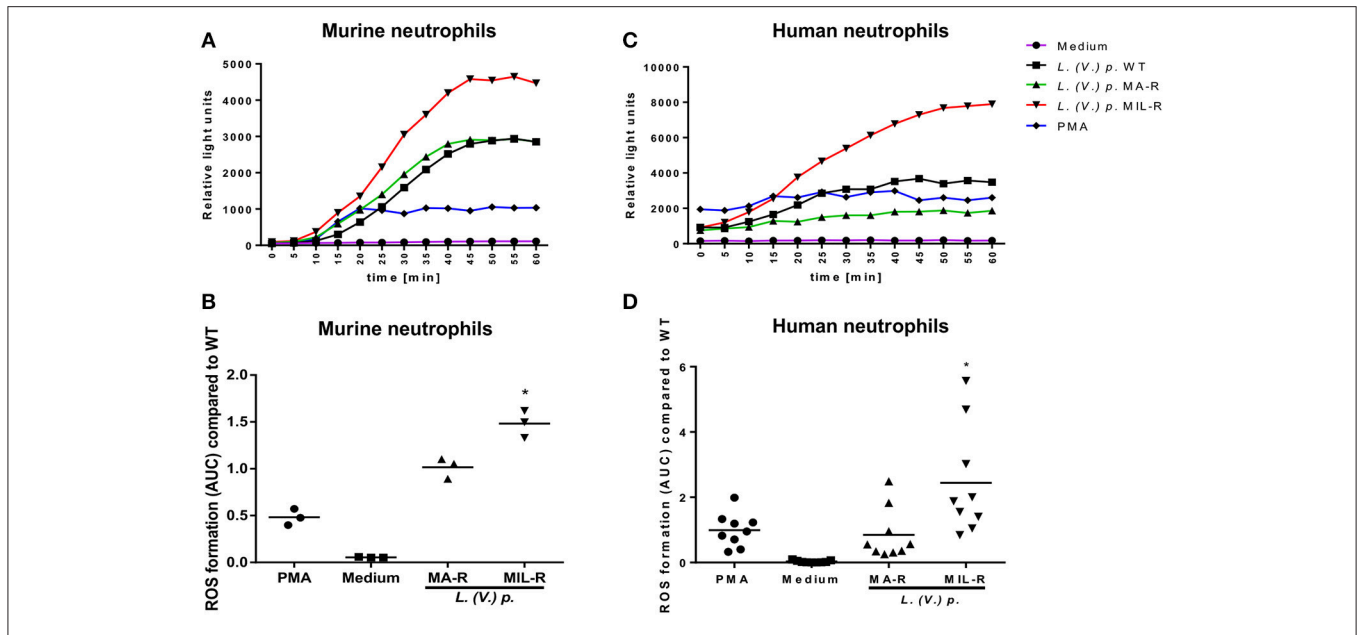 A
Murine neutrophils
Relative light units
5000
4000
3000
2000
1000
0
0 5 10 15 20 25 30 35 40 45 50 55 60
time [min]
C
Human neutrophils
Relative light units
10000
8000
6000
4000
2000
0
0 5 10 15 20 25 30 35 40 45 50 55 60
time [min]
Medium
L. (V.) p. WT
L. (V.) p. MA-R
L. (V.) p. MIL-R
PMA
B
Murine neutrophils
ROS formation (AUC) compared to WT
2.0
1.5
1.0
0.5
0.0
*
PMA Medium MA-R MIL-R
L. (V.) p.
D
Human neutrophils
ROS formation (AUC) compared to WT
6
4
2
0
*
PMA Medium MA-R MIL-R
L. (V.) p.